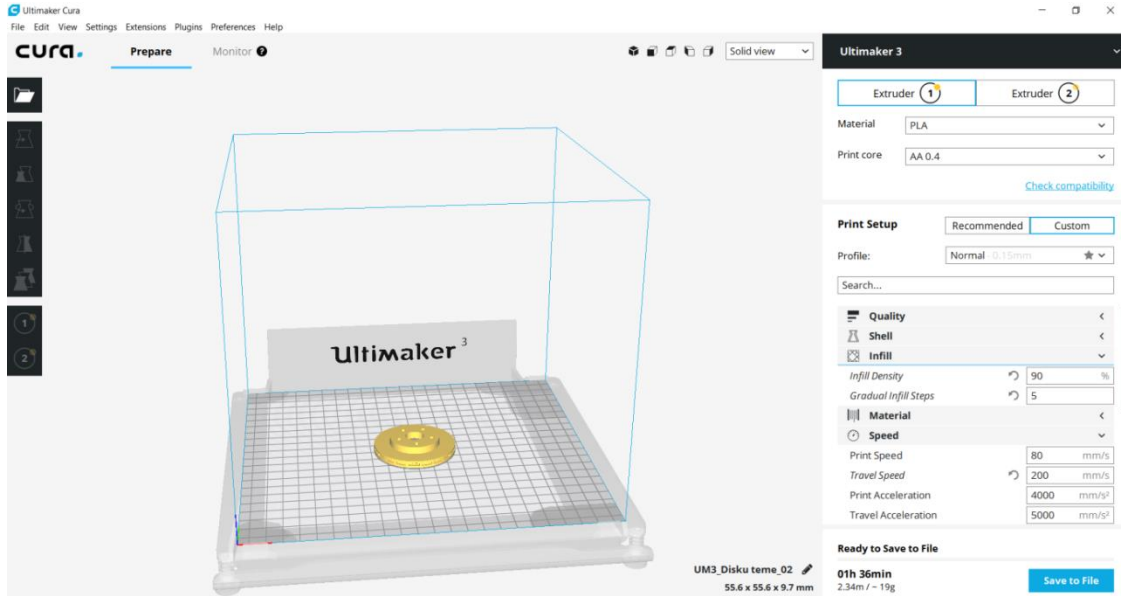 Ultimaker Cura
File Edit View Settings Extensions Plugins Preferences Help
cura. Prepare Monitor ? Solid view
Ultimaker 3
Extruder 1 Extruder 2
Material PLA
Print core AA 0.4
Check compatibility
Print Setup Recommended Custom
Profile: Normal - 0.15mm
Search...
Quality
Shell
Infill
Infill Density 90 %
Gradual Infill Steps 5
Material
Speed
Print Speed 80 mm/s
Travel Speed 200 mm/s
Print Acceleration 4000 mm/s²
Travel Acceleration 5000 mm/s²
Ready to Save to File
01h 36min
2.34m / ~ 19g
Save to File
1
2
Ultimaker 3
UM3_Disku teme_02
55.6 x 55.6 x 9.7 mm